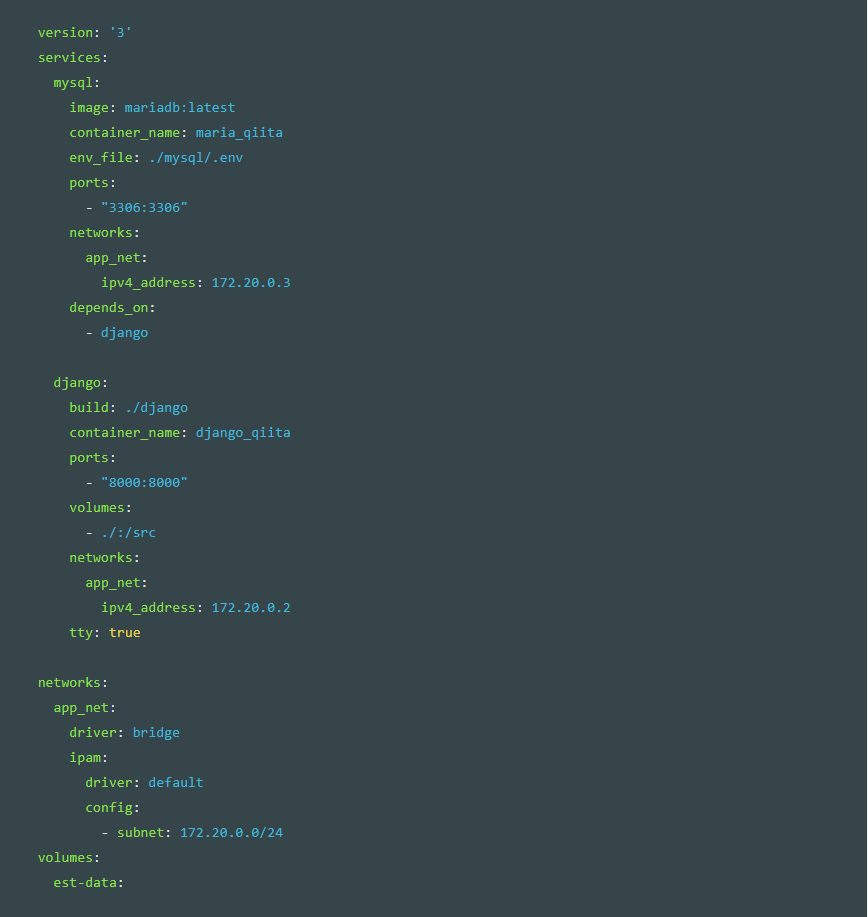 version: '3'
services:
  mysql:
    image: mariadb:latest
    container_name: maria_qiita
    env_file: ./mysql/.env
    ports:
      - "3306:3306"
    networks:
      app_net:
        ipv4_address: 172.20.0.3
    depends_on:
      - django

  django:
    build: ./django
    container_name: django_qiita
    ports:
      - "8000:8000"
    volumes:
      - ./:/src
    networks:
      app_net:
        ipv4_address: 172.20.0.2
    tty: true

networks:
  app_net:
    driver: bridge
    ipam:
      driver: default
      config:
        - subnet: 172.20.0.0/24
volumes:
  est-data: